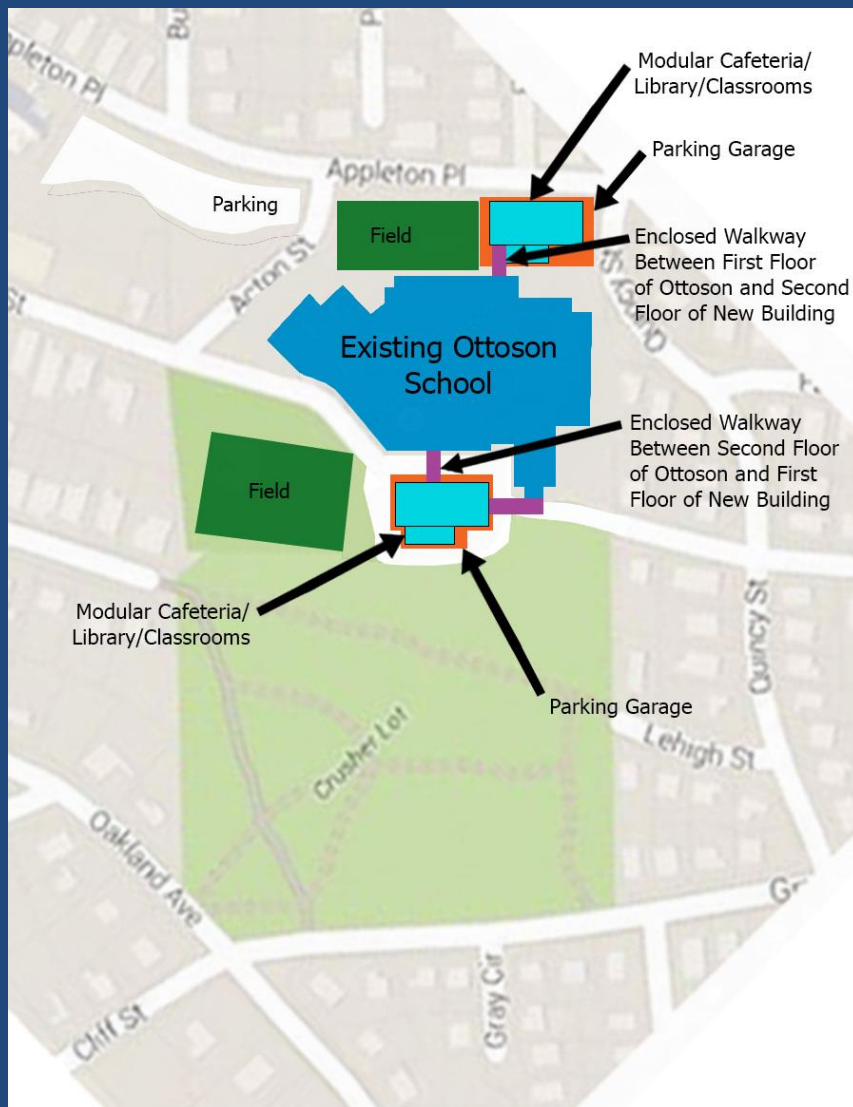 Appleton Pl
Modular Cafeteria/
Library/Classrooms
Parking Garage
Appleton Pl
Parking
Field
Enclosed Walkway
Between First Floor
of Ottoson and Second
Floor of New Building
Acton St
St
Existing Ottoson
School
Enclosed Walkway
Between Second Floor
of Ottoson and First
Floor of New Building
Field
Modular Cafeteria/
Library/Classrooms
Quincy St
Parking Garage
Lehigh St
Crusher Lot
Oakland Ave
Gray Cir
Cliff St